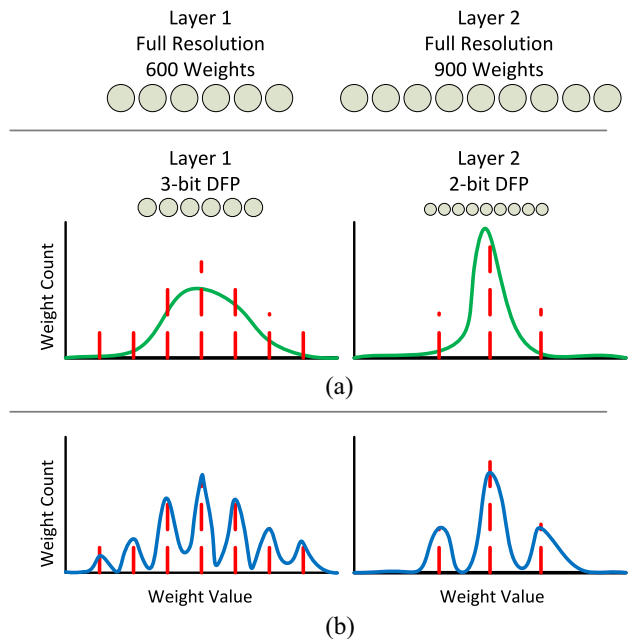 Layer 1
Full Resolution
600 Weights
Layer 2
Full Resolution
900 Weights
Layer 1
3-bit DFP
Layer 2
2-bit DFP
Weight Count
(a)
Weight Count
Weight Value
Weight Value
(b)